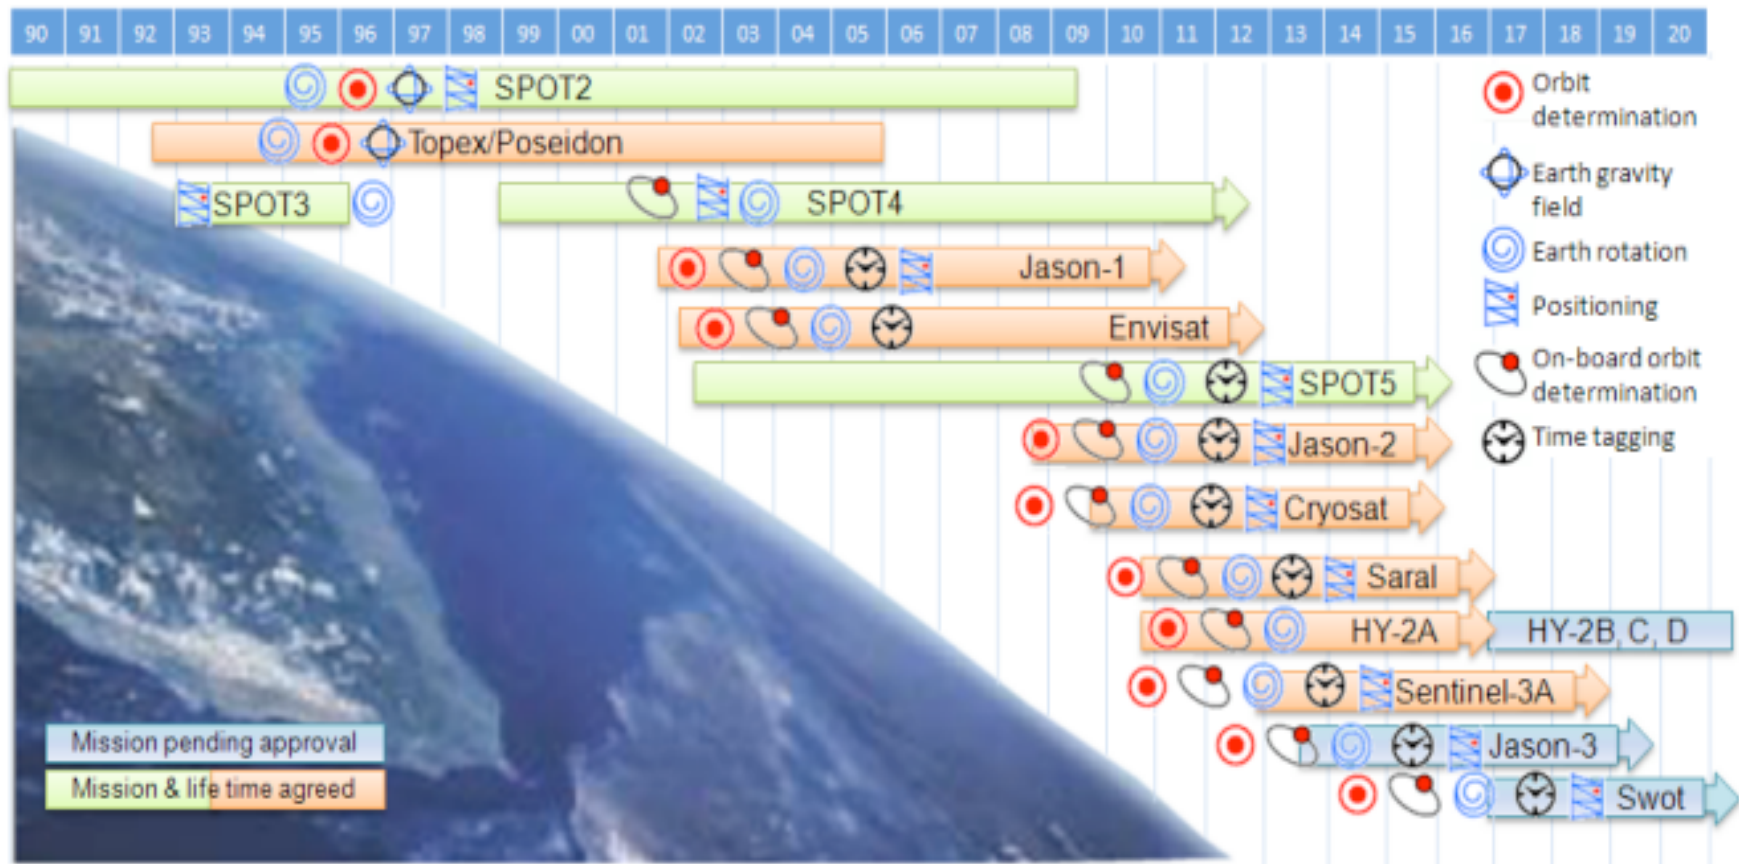 90 91 92 93 94 95 96 97 98 99 00 01 02 03 04 05 06 07 08 09 10 11 12 13 14 15 16 17 18 19 20
SPOT2
Topex/Poseidon
SPOT3
SPOT4
Jason-1
Envisat
SPOT5
Jason-2
Cryosat
Saral
HY-2A
HY-2B, C, D
Sentinel-3A
Jason-3
Swot
Orbit
determination
Earth gravity
field
Earth rotation
Positioning
On-board orbit
determination
Time tagging
Mission pending approval
Mission & life time agreed